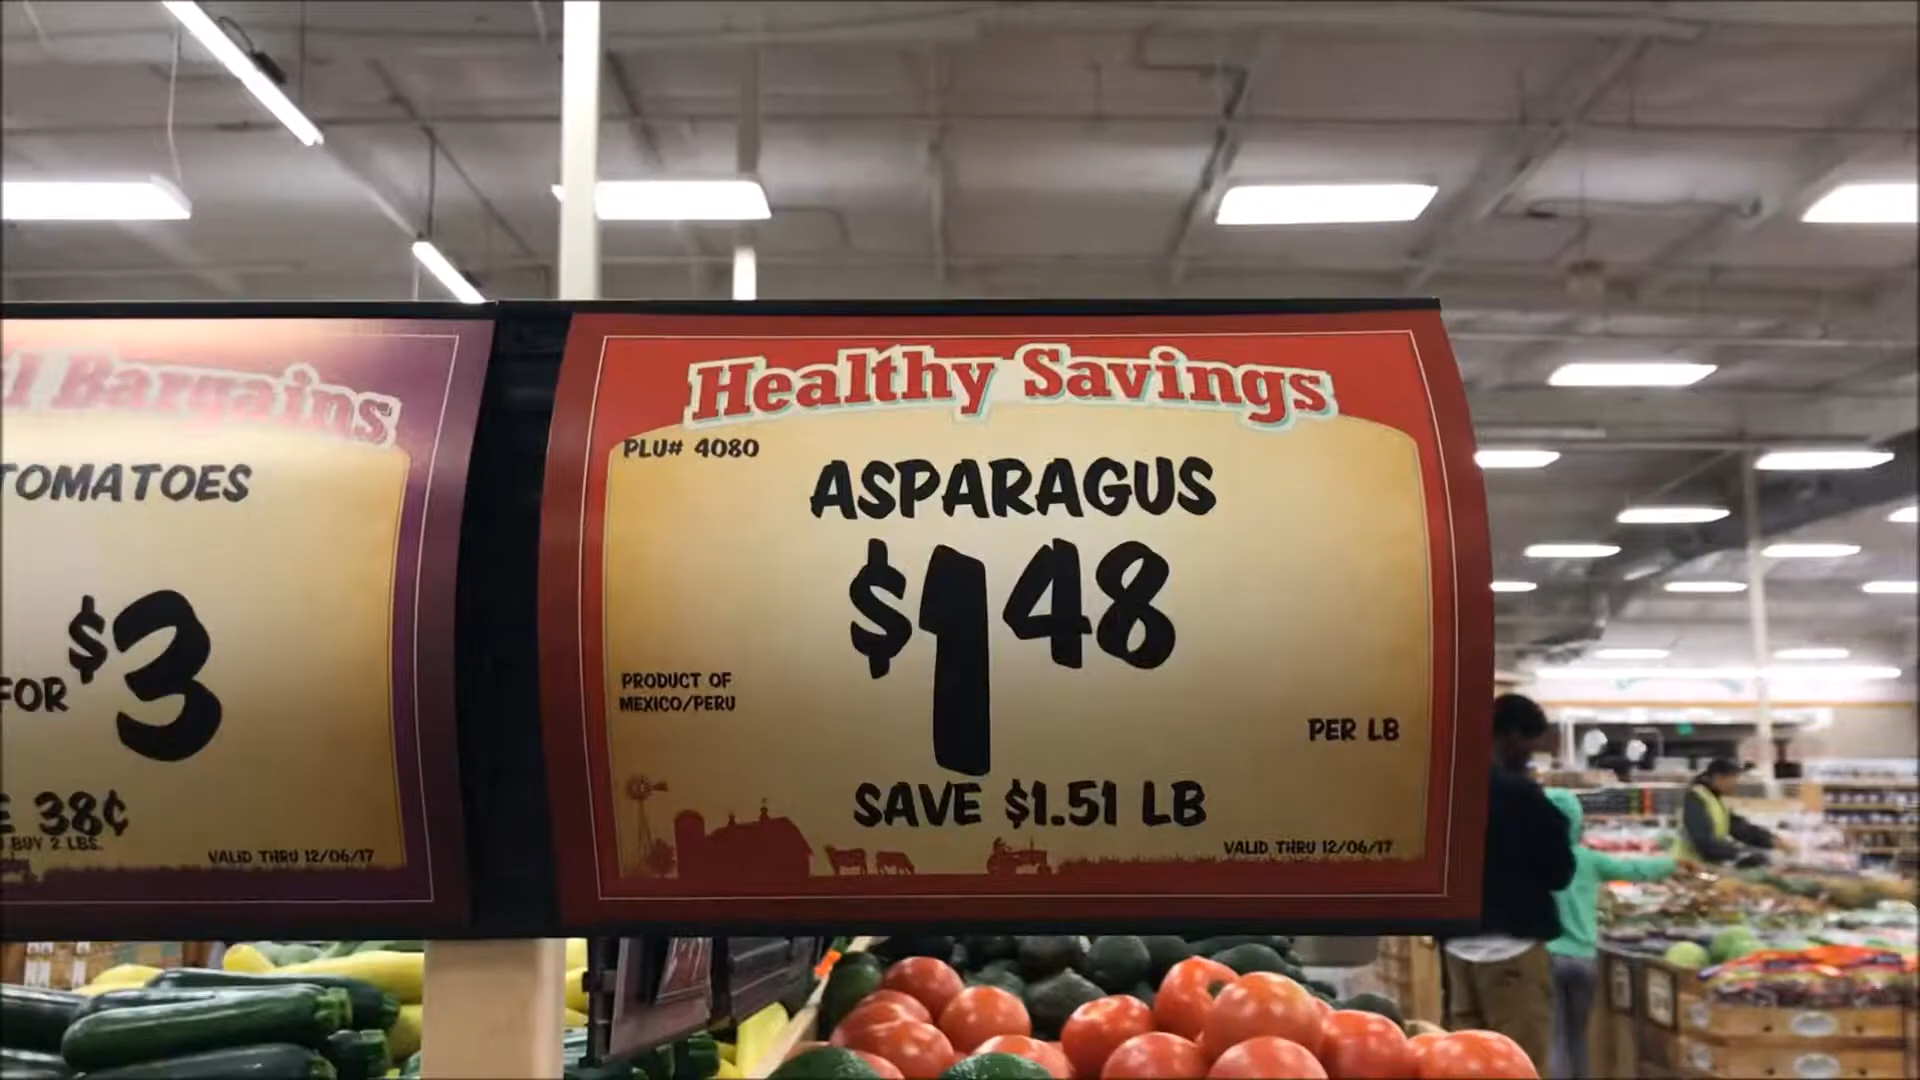 Bargains
TOMATOES
FOR $3
38¢
BUY 2 LBS.
VALID THRU 12/06/17
Healthy Savings
PLU# 4080
ASPARAGUS
$1 48
PRODUCT OF
MEXICO/PERU
PER LB
SAVE $1.51 LB
VALID THRU 12/06/17